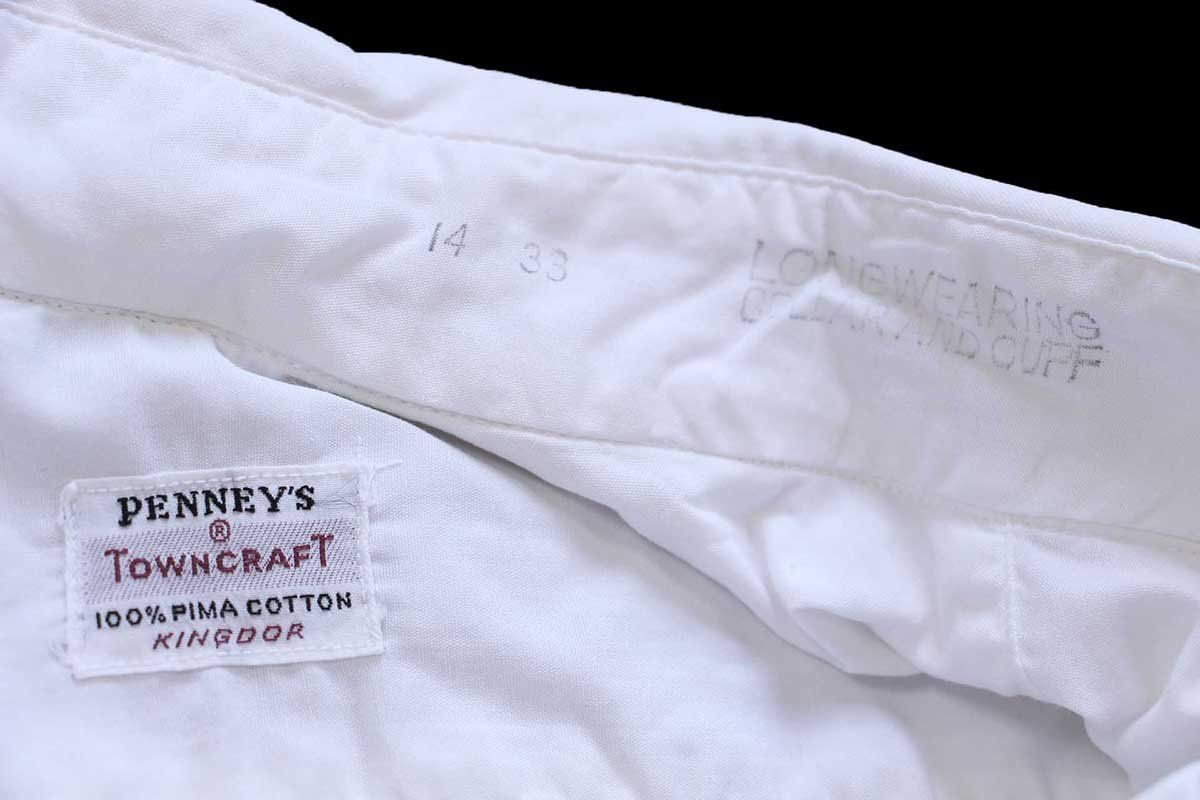 14 33
LONGWEARING
COLLAR AND CUFF
PENNEY'S
®
TOWNCRAFT
100% PIMA COTTON
KINGDOR